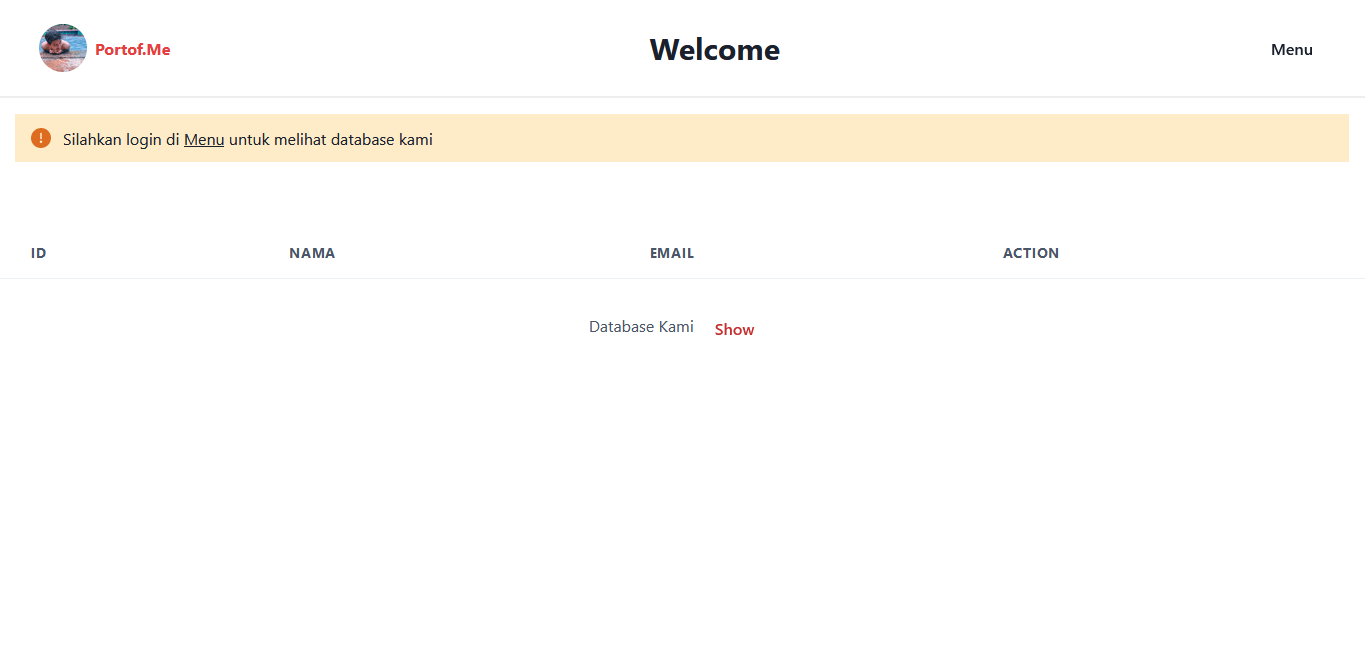 Portof.Me
Welcome
Menu
Silahkan login di Menu untuk melihat database kami
ID NAMA EMAIL ACTION
Database Kami Show